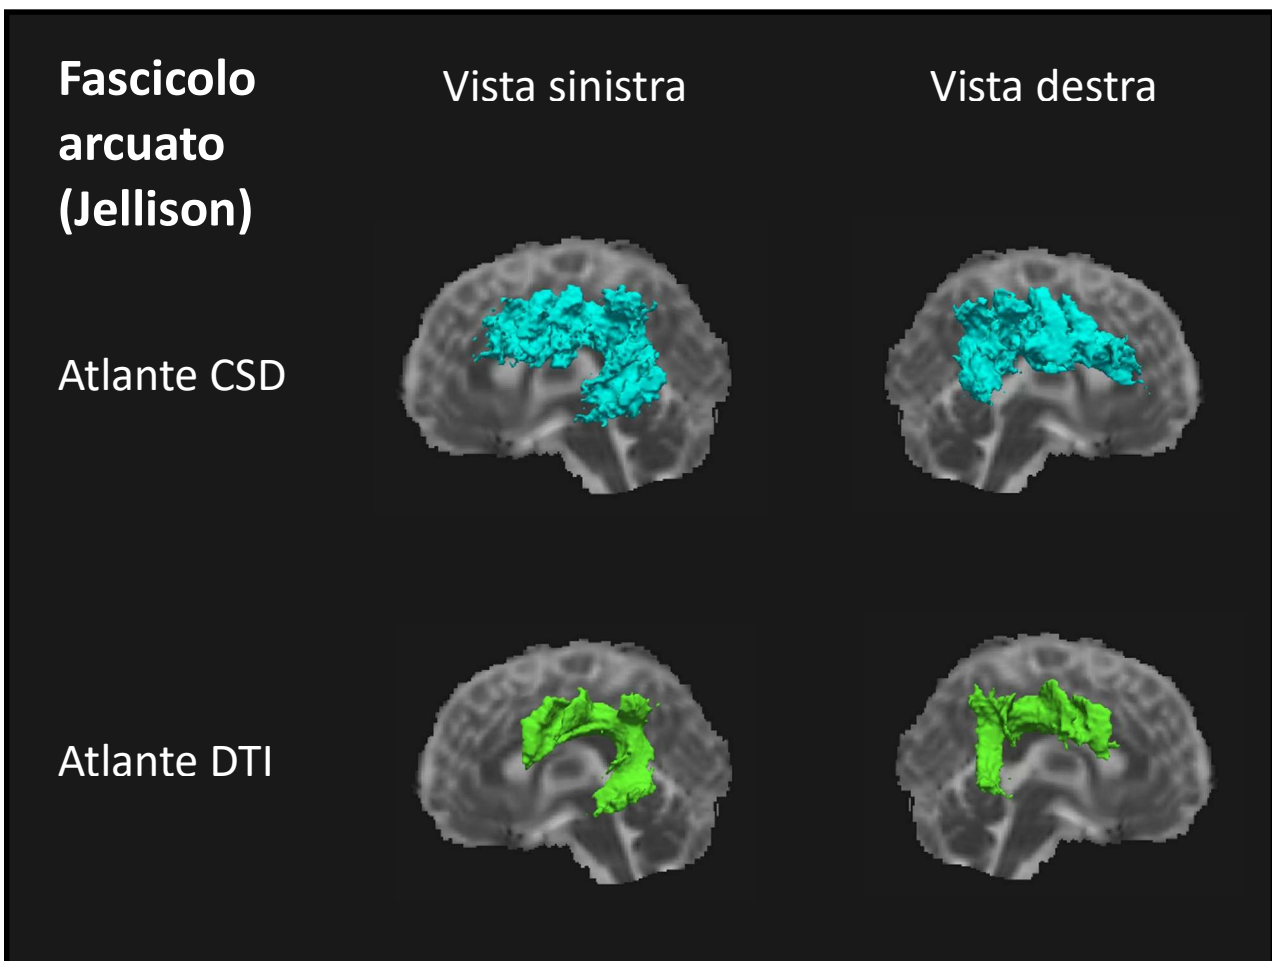 Fascicolo
arcuato
(Jellison)
Vista sinistra
Vista destra
Atlante CSD
Atlante DTI